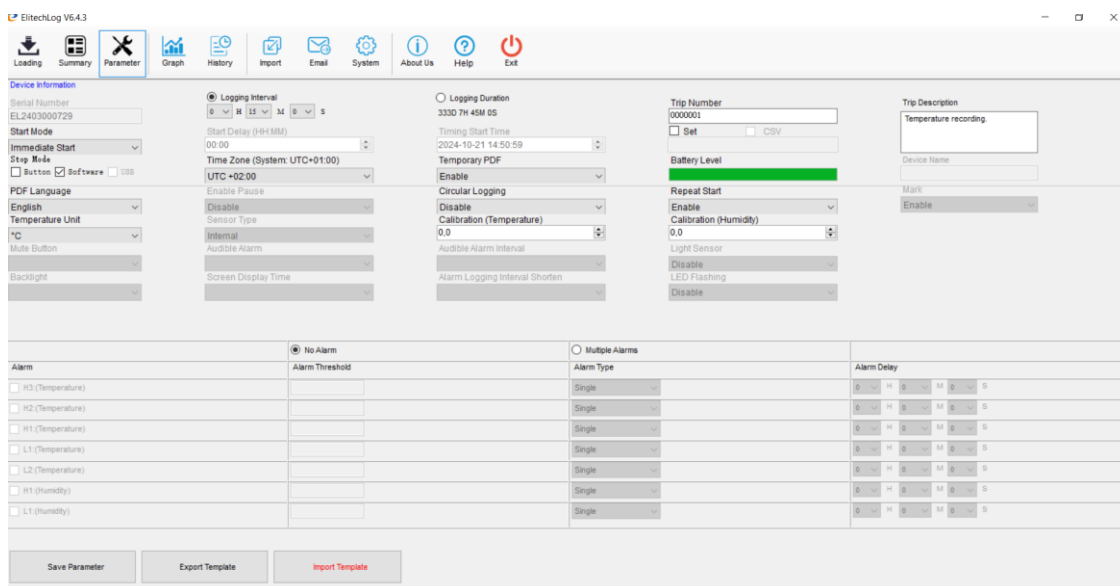 ElitechLog V6.4.3
Loading Summary Parameter Graph History Import Email System About Us Help Exit
Device Information
Serial Number
EL2403000729
Start Mode
Immediate Start
Stop Mode
Button Software USB
PDF Language
English
Temperature Unit
°C
Mute Button
Backlight
Logging Interval
0 H 15 M 0 S
Start Delay (HH:MM)
00:00
Time Zone (System: UTC+01:00)
UTC +02:00
Enable Pause
Disable
Sensor Type
Internal
Audible Alarm
Screen Display Time
Logging Duration
333D 7H 45M 0S
Timing Start Time
2024-10-21 14:50:59
Temporary PDF
Enable
Circular Logging
Disable
Calibration (Temperature)
0,0
Audible Alarm Interval
Alarm Logging Interval Shorten
Trip Number
0000001
Set CSV
Battery Level
Repeat Start
Enable
Calibration (Humidity)
0,0
Light Sensor
Disable
LED Flashing
Disable
Trip Description
Temperature recording.
Device Name
Mark
Enable
No Alarm Multiple Alarms
Alarm Alarm Threshold Alarm Type Alarm Delay
H3:(Temperature) Single 0 H 0 M 0 S
H2:(Temperature) Single 0 H 0 M 0 S
H1:(Temperature) Single 0 H 0 M 0 S
L1:(Temperature) Single 0 H 0 M 0 S
L2:(Temperature) Single 0 H 0 M 0 S
H1:(Humidity) Single 0 H 0 M 0 S
L1:(Humidity) Single 0 H 0 M 0 S
Save Parameter Export Template Import Template